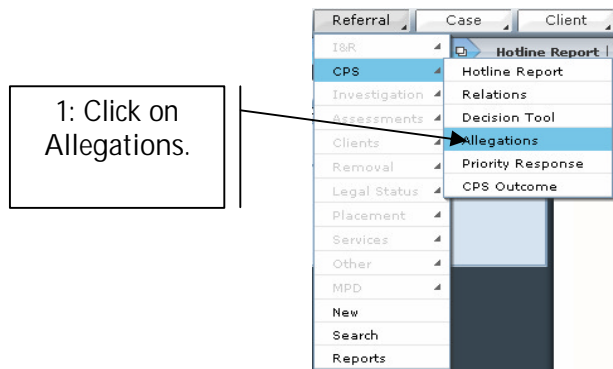 Referral
Case
Client
I&R
Hotline Report
CPS
Hotline Report
Investigation
Relations
1: Click on
Allegations.
Assessments
Decision Tool
Clients
Allegations
Removal
Priority Response
Legal Status
CPS Outcome
Placement
Services
Other
MPD
New
Search
Reports